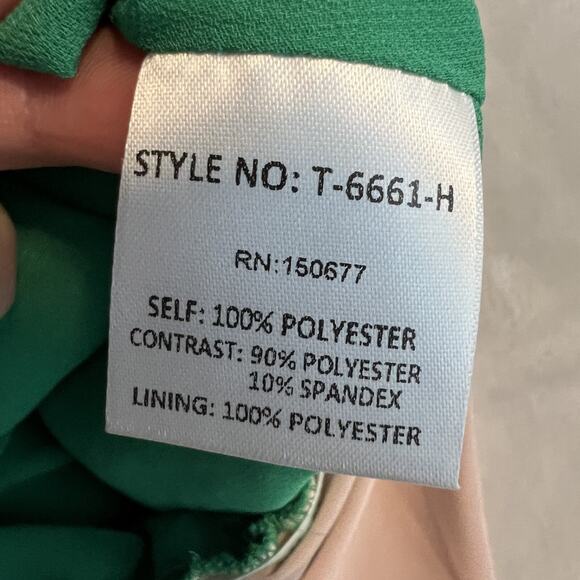 STYLE NO: T-6661-H
RN:150677
SELF: 100% POLYESTER
CONTRAST: 90% POLYESTER
10% SPANDEX
LINING: 100% POLYESTER